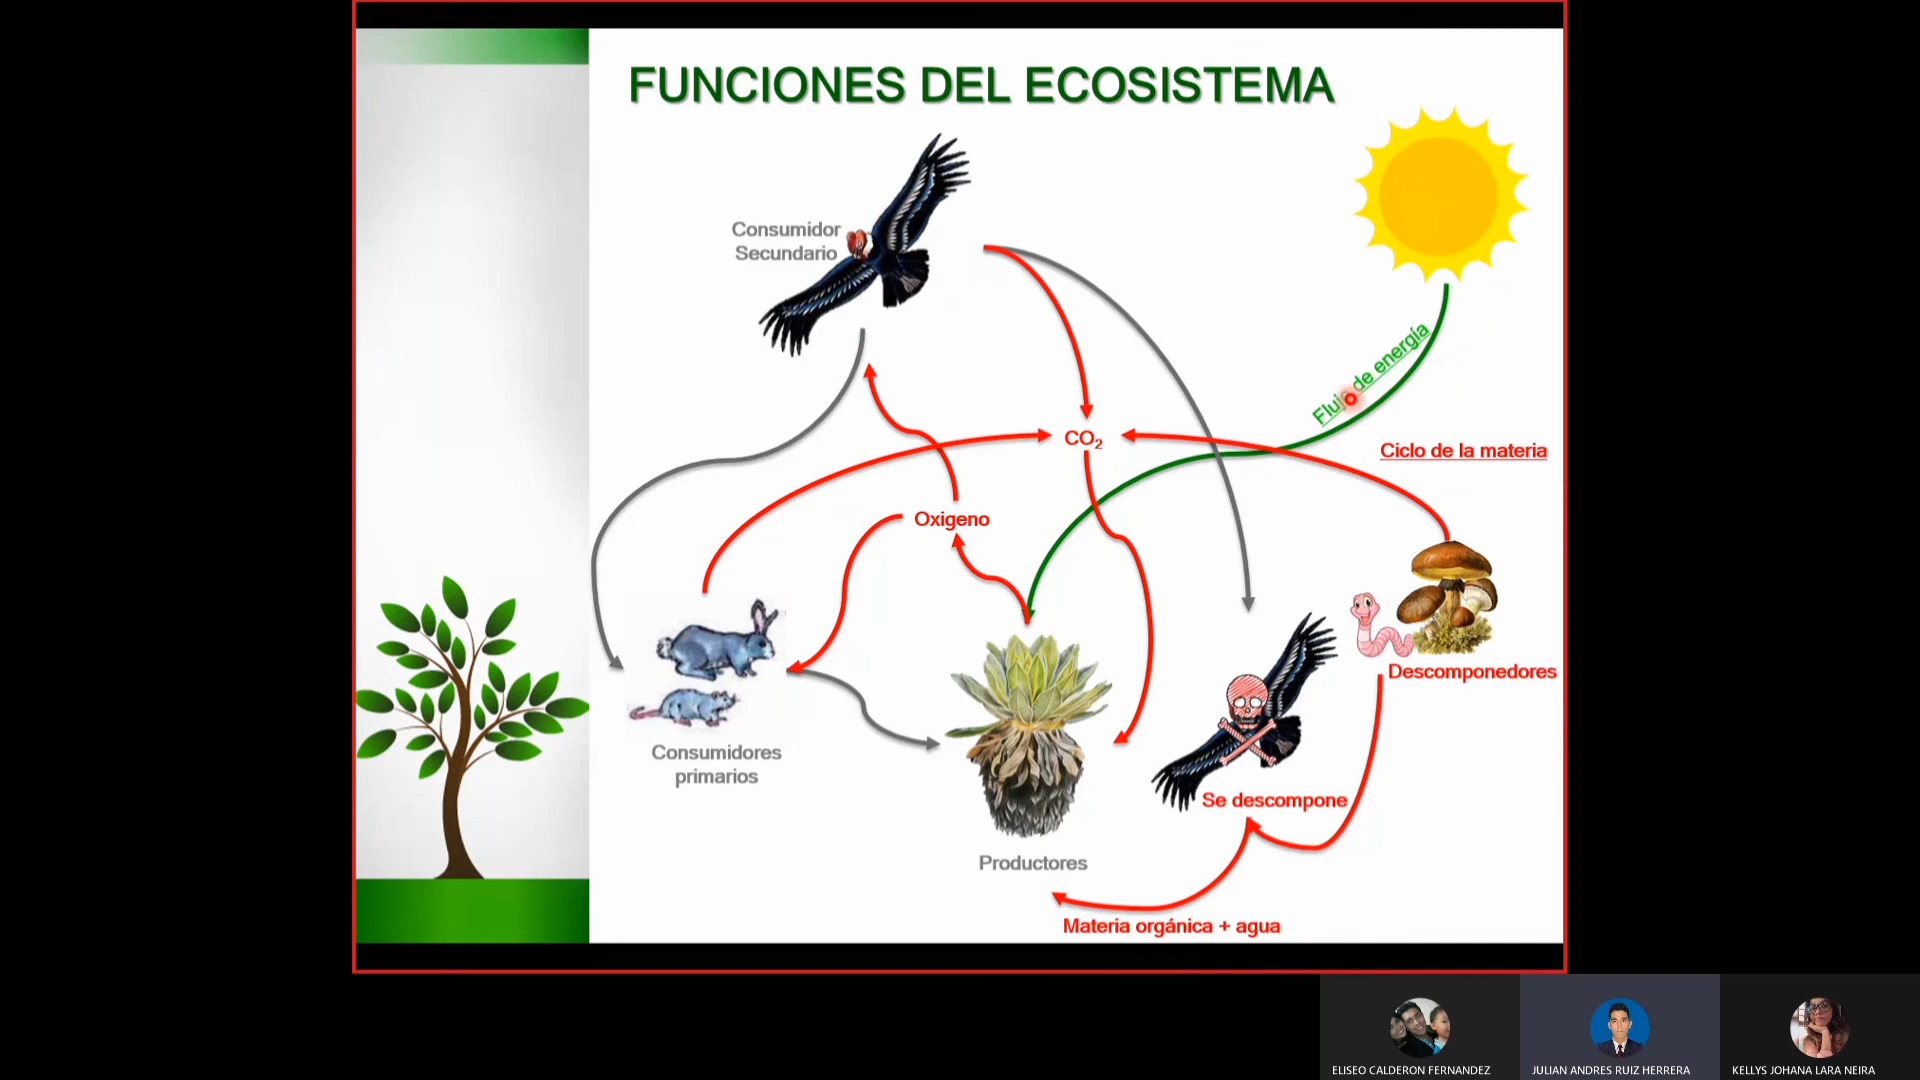 FUNCIONES DEL ECOSISTEMA
Consumidor
Secundario
Flujo de energía
CO₂
Ciclo de la materia
Oxigeno
Descomponedores
Consumidores
primarios
Se descompone
Productores
Materia orgánica + agua
ELISEO CALDERON FERNANDEZ
JULIAN ANDRES RUIZ HERRERA
KELLYS JOHANA LARA NEIRA